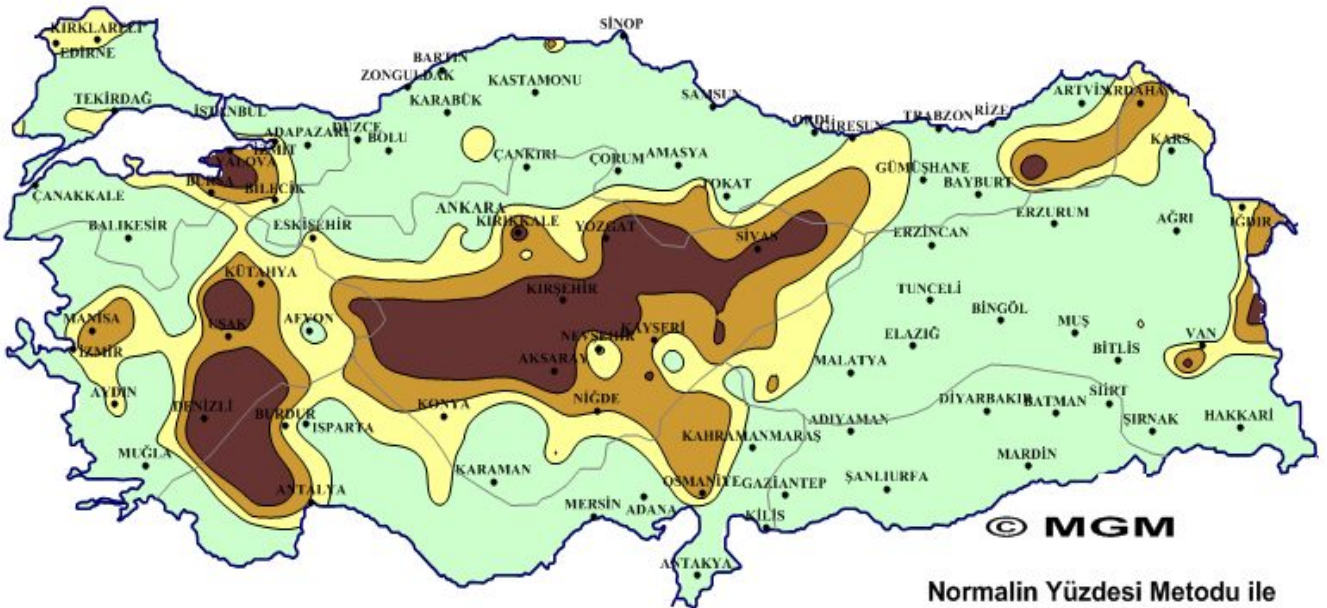 SİNOP
KIRKLARELİ
EDİRNE
BARTIN
ZONGULDAK
KASTAMONU
KARABÜK
TEKİRDAĞ
İSTANBUL
SAMSUN
ARTVİN
ARDAHAN
RİZE
TRABZON
ORDU
GİRESUN
ADAPAZARI
DÜZCE
BOLU
İZMİT
YALOVA
KARS
ÇANKIRI
ÇORUM
AMASYA
GÜMÜŞHANE
BURSA
BİLECİK
TOKAT
BAYBURT
ÇANAKKALE
ANKARA
KIRIKKALE
BALIKESİR
ESKİŞEHİR
YOZGAT
SİVAS
ERZİNCAN
ERZURUM
AĞRI
IĞDIR
KÜTAHYA
KIRŞEHİR
TUNCELİ
BİNGÖL
MANİSA
UŞAK
AFYON
NEVŞEHİR
KAYSERİ
ELAZIĞ
MUŞ
VAN
İZMİR
AKSARAY
MALATYA
BİTLİS
AYDIN
DENİZLİ
BURDUR
ISPARTA
KONYA
NİĞDE
SİİRT
DİYARBAKIR
BATMAN
ADIYAMAN
ŞIRNAK
HAKKARİ
KAHRAMANMARAŞ
MUĞLA
KARAMAN
MARDİN
ANTALYA
OSMANİYE
GAZİANTEP
ŞANLIURFA
MERSİN
ADANA
KİLİS
© MGM
ANTAKYA
Normalin Yüzdesi Metodu ile